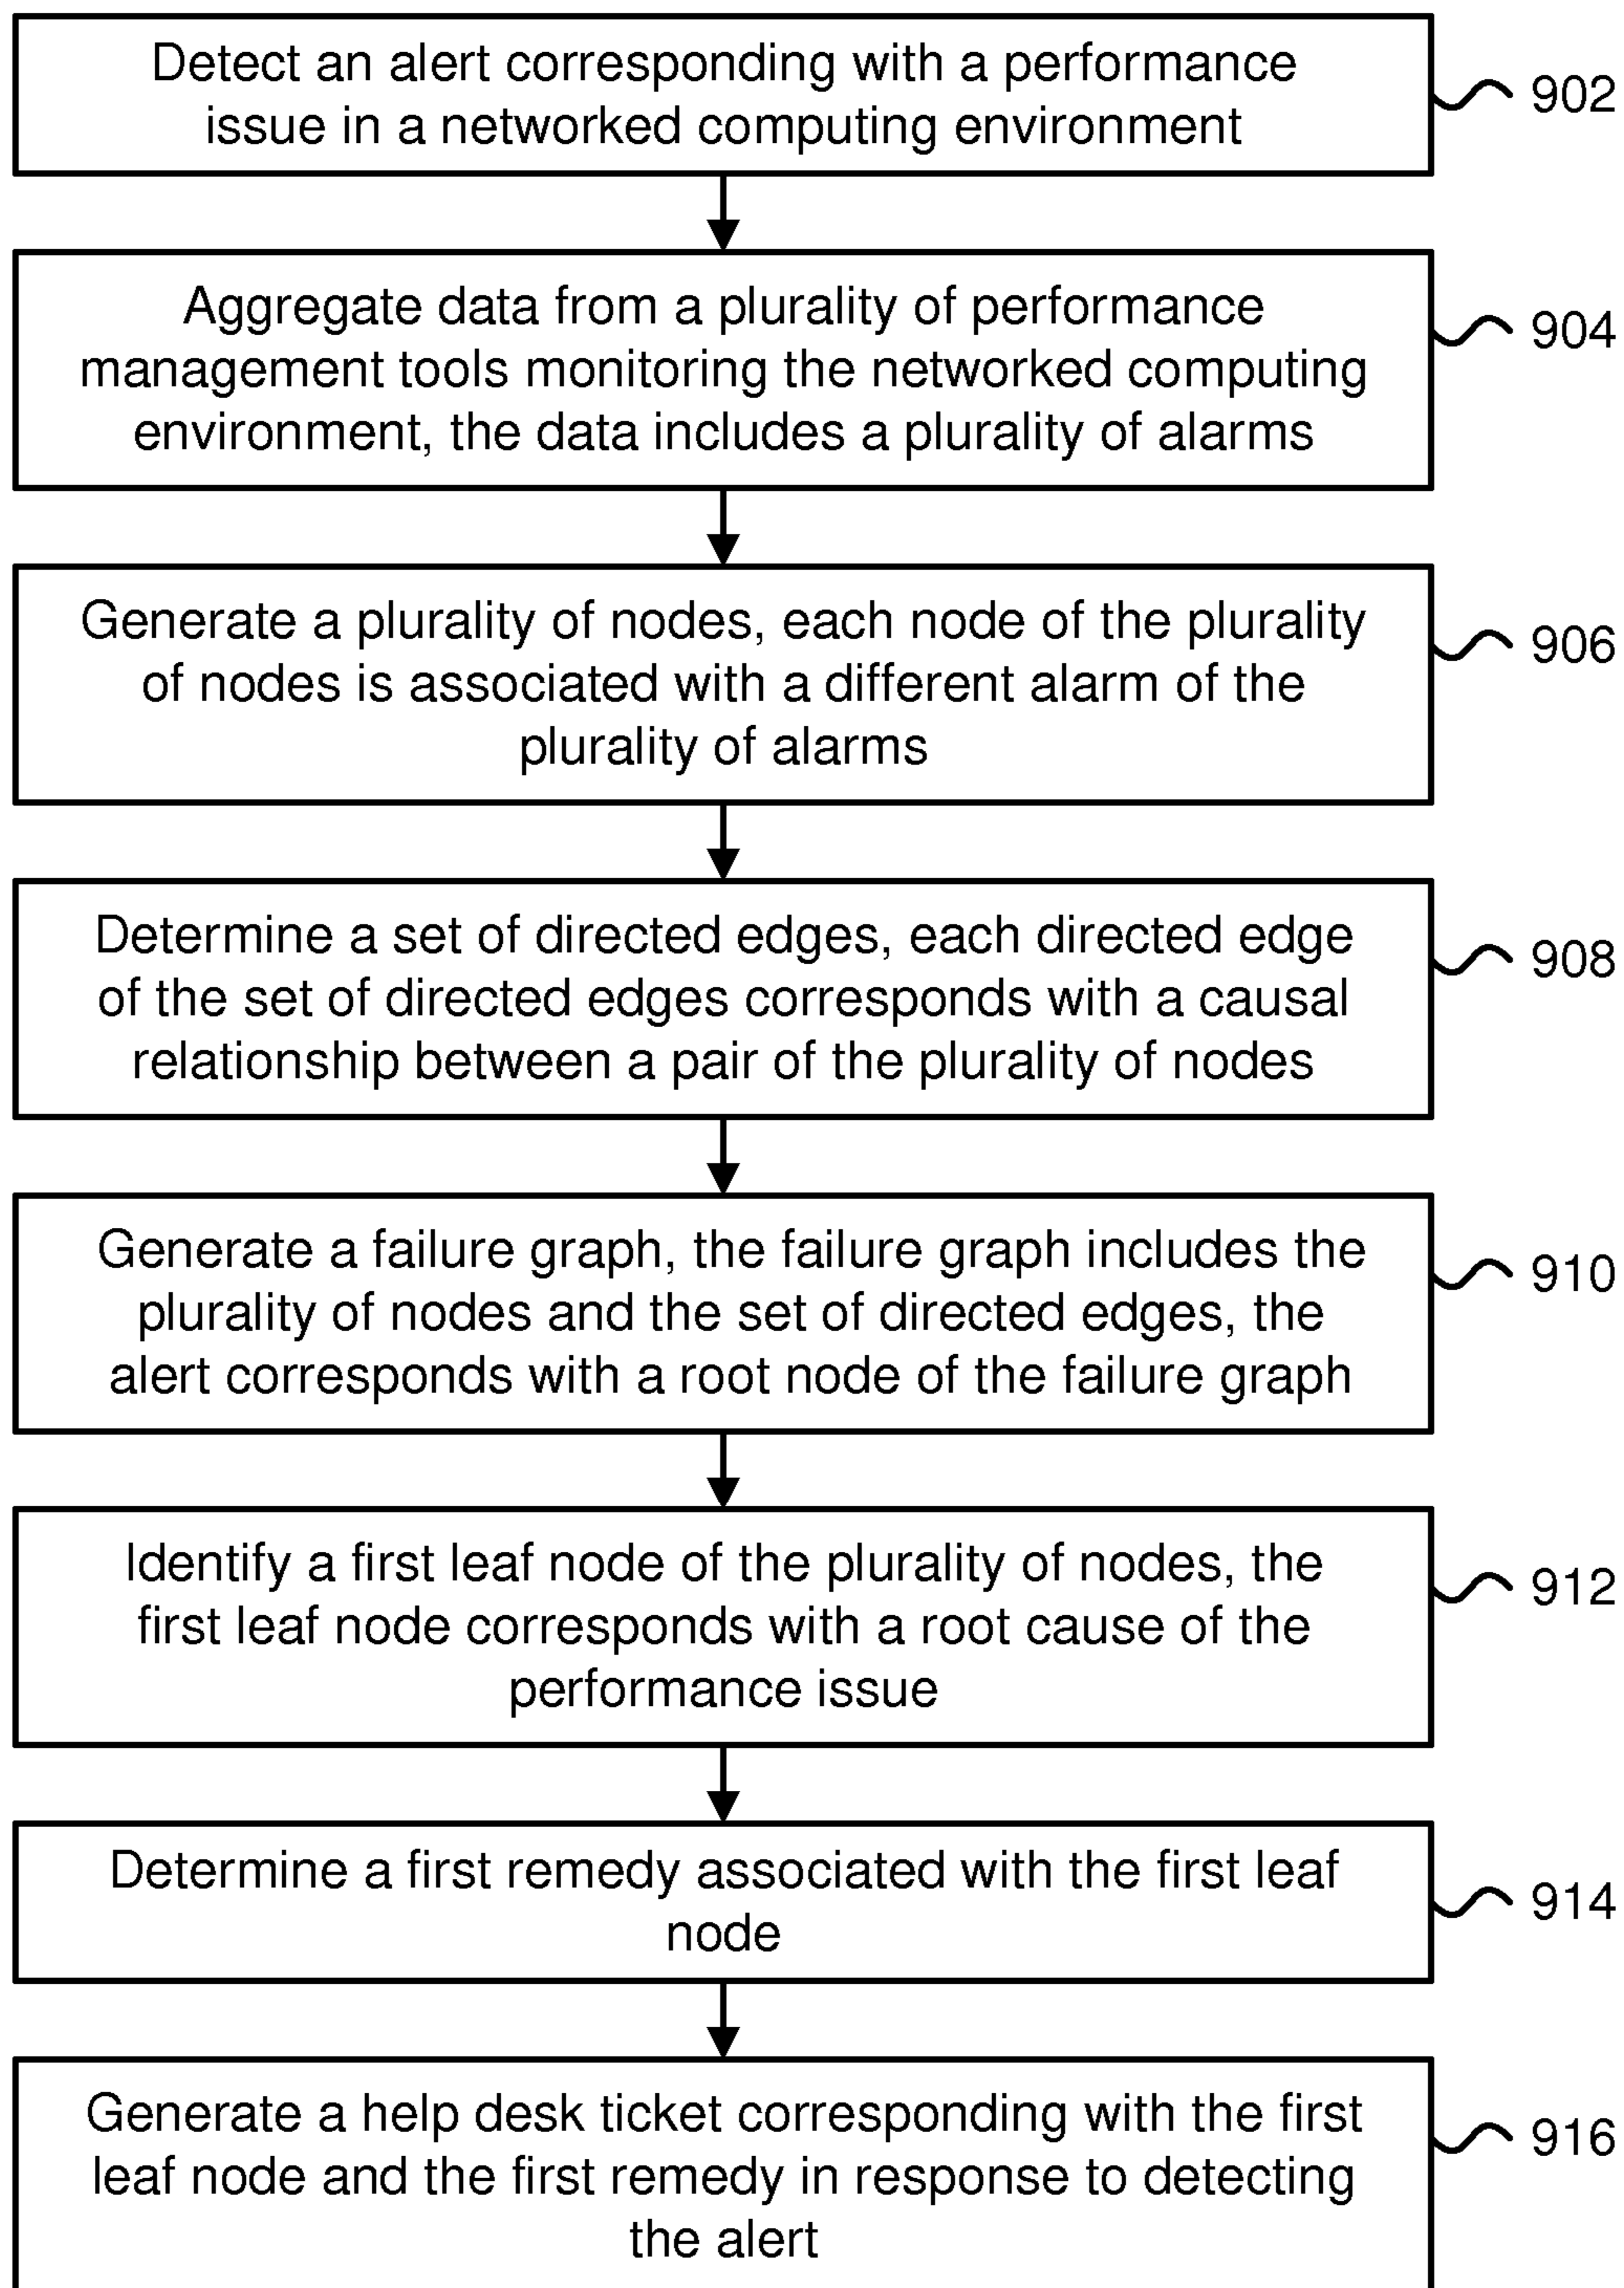 Detect an alert corresponding with a performance
issue in a networked computing environment
902
Aggregate data from a plurality of performance
management tools monitoring the networked computing
environment, the data includes a plurality of alarms
904
Generate a plurality of nodes, each node of the plurality
of nodes is associated with a different alarm of the
plurality of alarms
906
Determine a set of directed edges, each directed edge
of the set of directed edges corresponds with a causal
relationship between a pair of the plurality of nodes
908
Generate a failure graph, the failure graph includes the
plurality of nodes and the set of directed edges, the
alert corresponds with a root node of the failure graph
910
Identify a first leaf node of the plurality of nodes, the
first leaf node corresponds with a root cause of the
performance issue
912
Determine a first remedy associated with the first leaf
node
914
Generate a help desk ticket corresponding with the first
leaf node and the first remedy in response to detecting
the alert
916